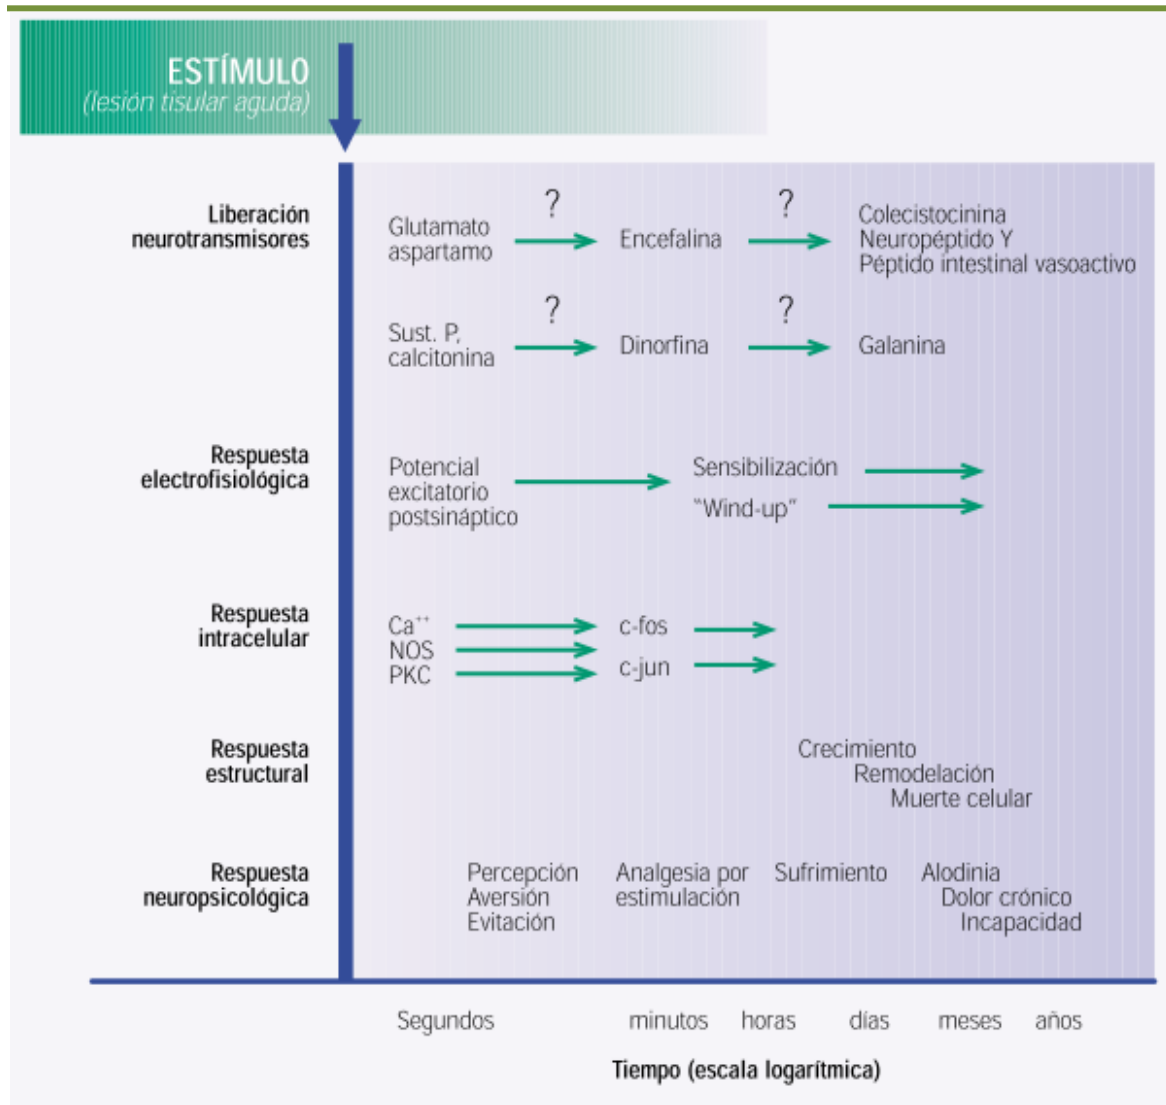 ESTÍMULO
(lesión tisular aguda)
Liberación
neurotransmisores
Glutamato
aspartamo
?
Encefalina
?
Colecistocinina
Neuropéptido Y
Péptido intestinal vasoactivo
Sust. P,
calcitonina
?
Dinorfina
?
Galanina
Respuesta
electrofisiológica
Potencial
excitatorio
postsináptico
Sensibilización
“Wind-up”
Respuesta
intracelular
Ca⁺⁺
NOS
PKC
c-fos
c-jun
Respuesta
estructural
Crecimiento
Remodelación
Muerte celular
Respuesta
neuropsicológica
Percepción
Aversión
Evitación
Analgesia por
estimulación
Sufrimiento
Alodinia
Dolor crónico
Incapacidad
Segundos minutos horas días meses años
Tiempo (escala logarítmica)